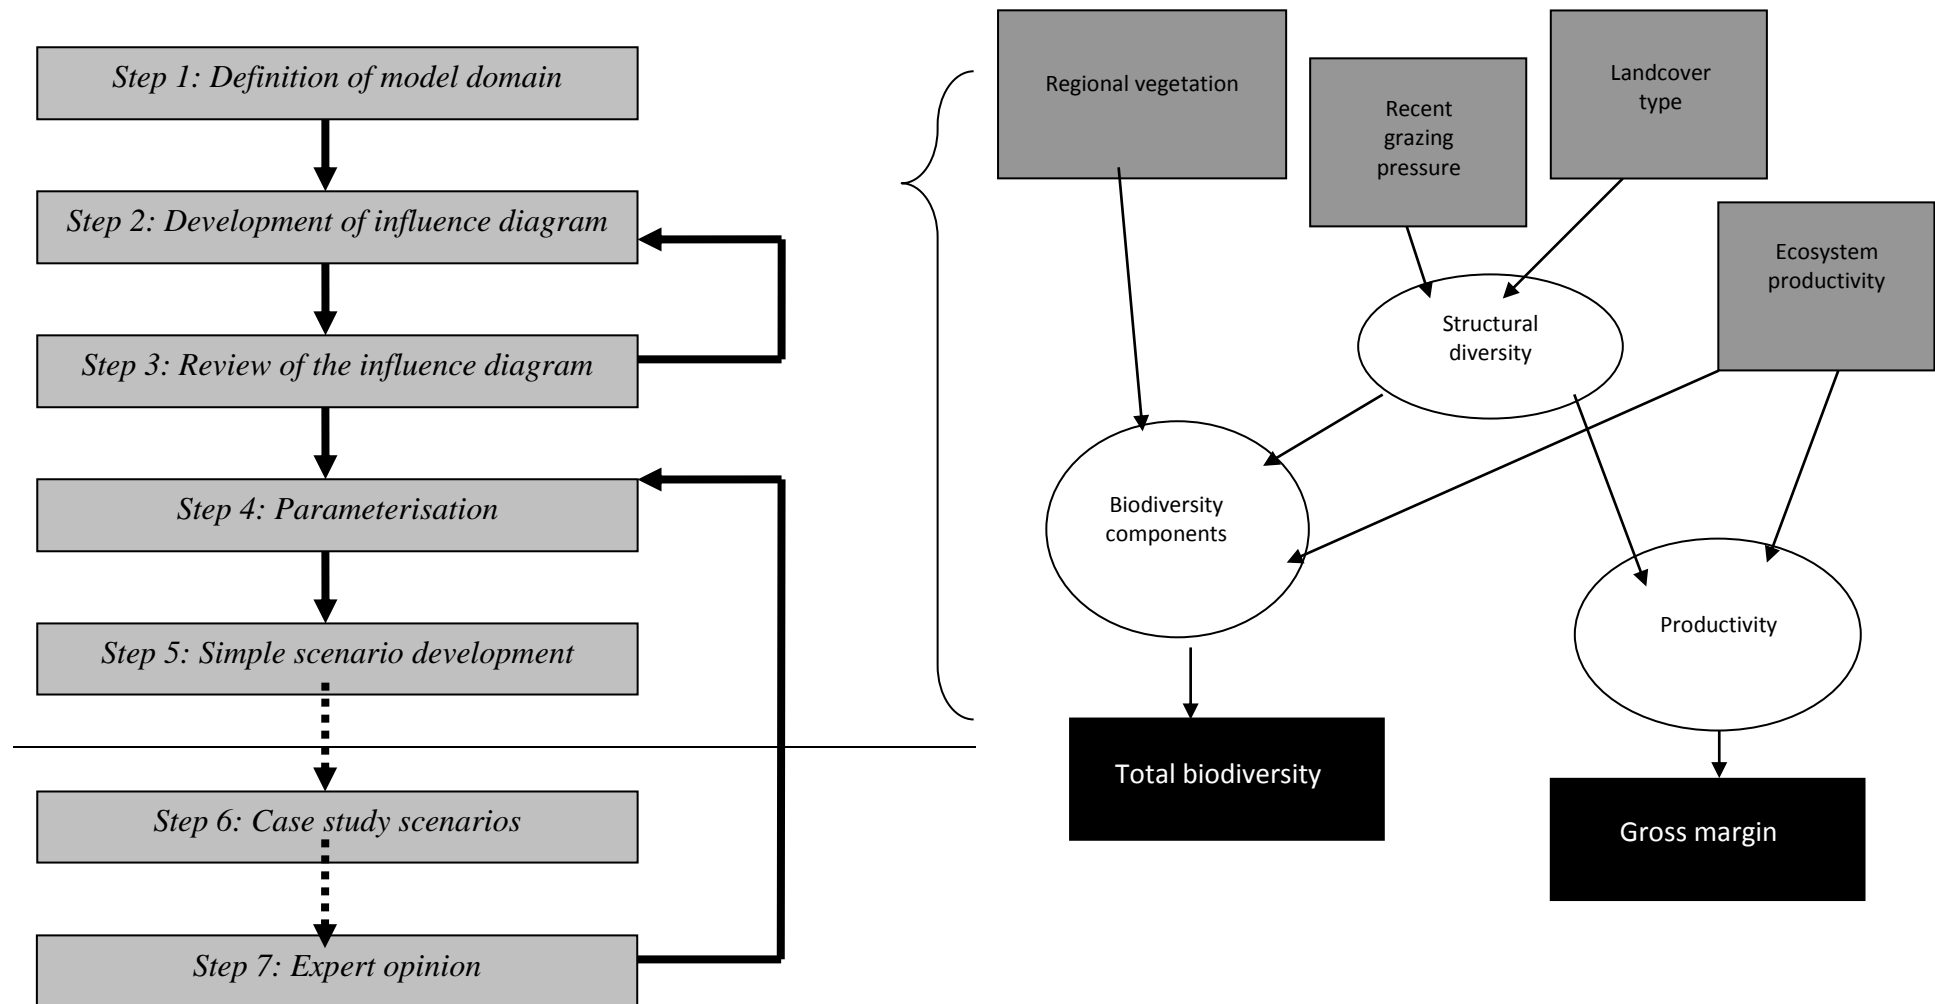 Step 1: Definition of model domain
Step 2: Development of influence diagram
Step 3: Review of the influence diagram
Step 4: Parameterisation
Step 5: Simple scenario development
Step 6: Case study scenarios
Step 7: Expert opinion
Regional vegetation
Recent
grazing
pressure
Landcover
type
Ecosystem
productivity
Structural
diversity
Biodiversity
components
Productivity
Total biodiversity
Gross margin